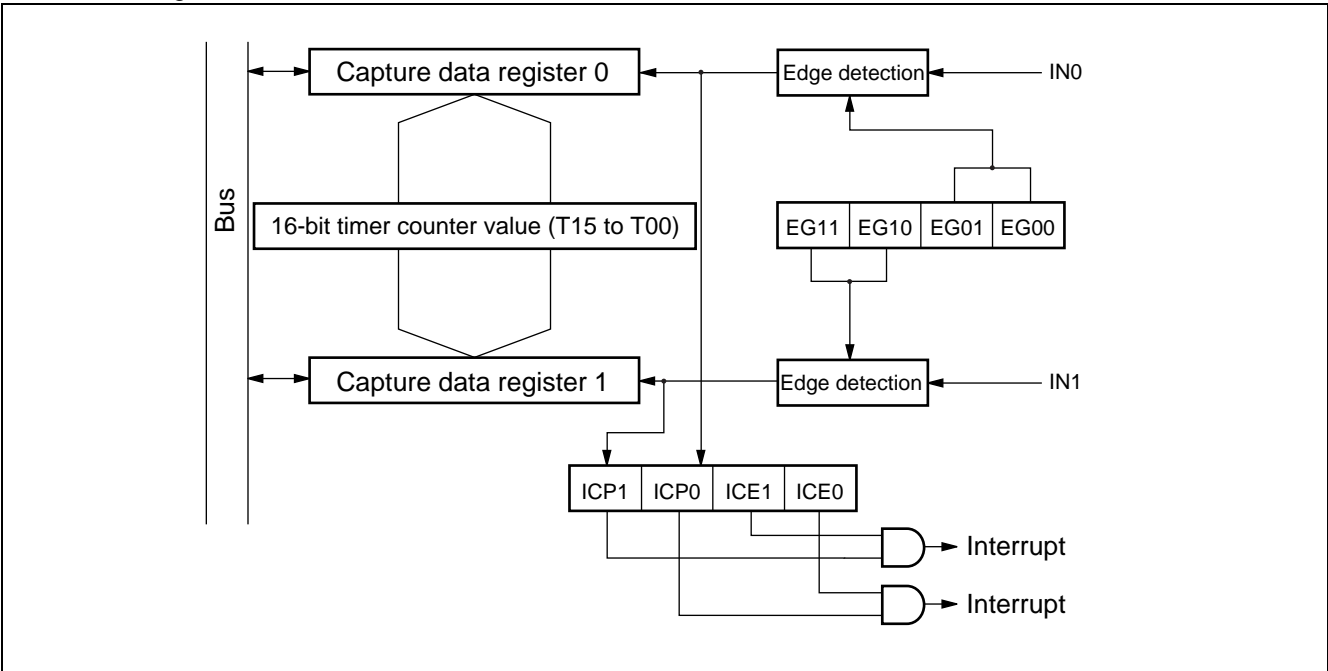 Capture data register 0
Edge detection
IN0
Bus
16-bit timer counter value (T15 to T00)
EG11 EG10 EG01 EG00
Capture data register 1
Edge detection
IN1
ICP1 ICP0 ICE1 ICE0
Interrupt
Interrupt